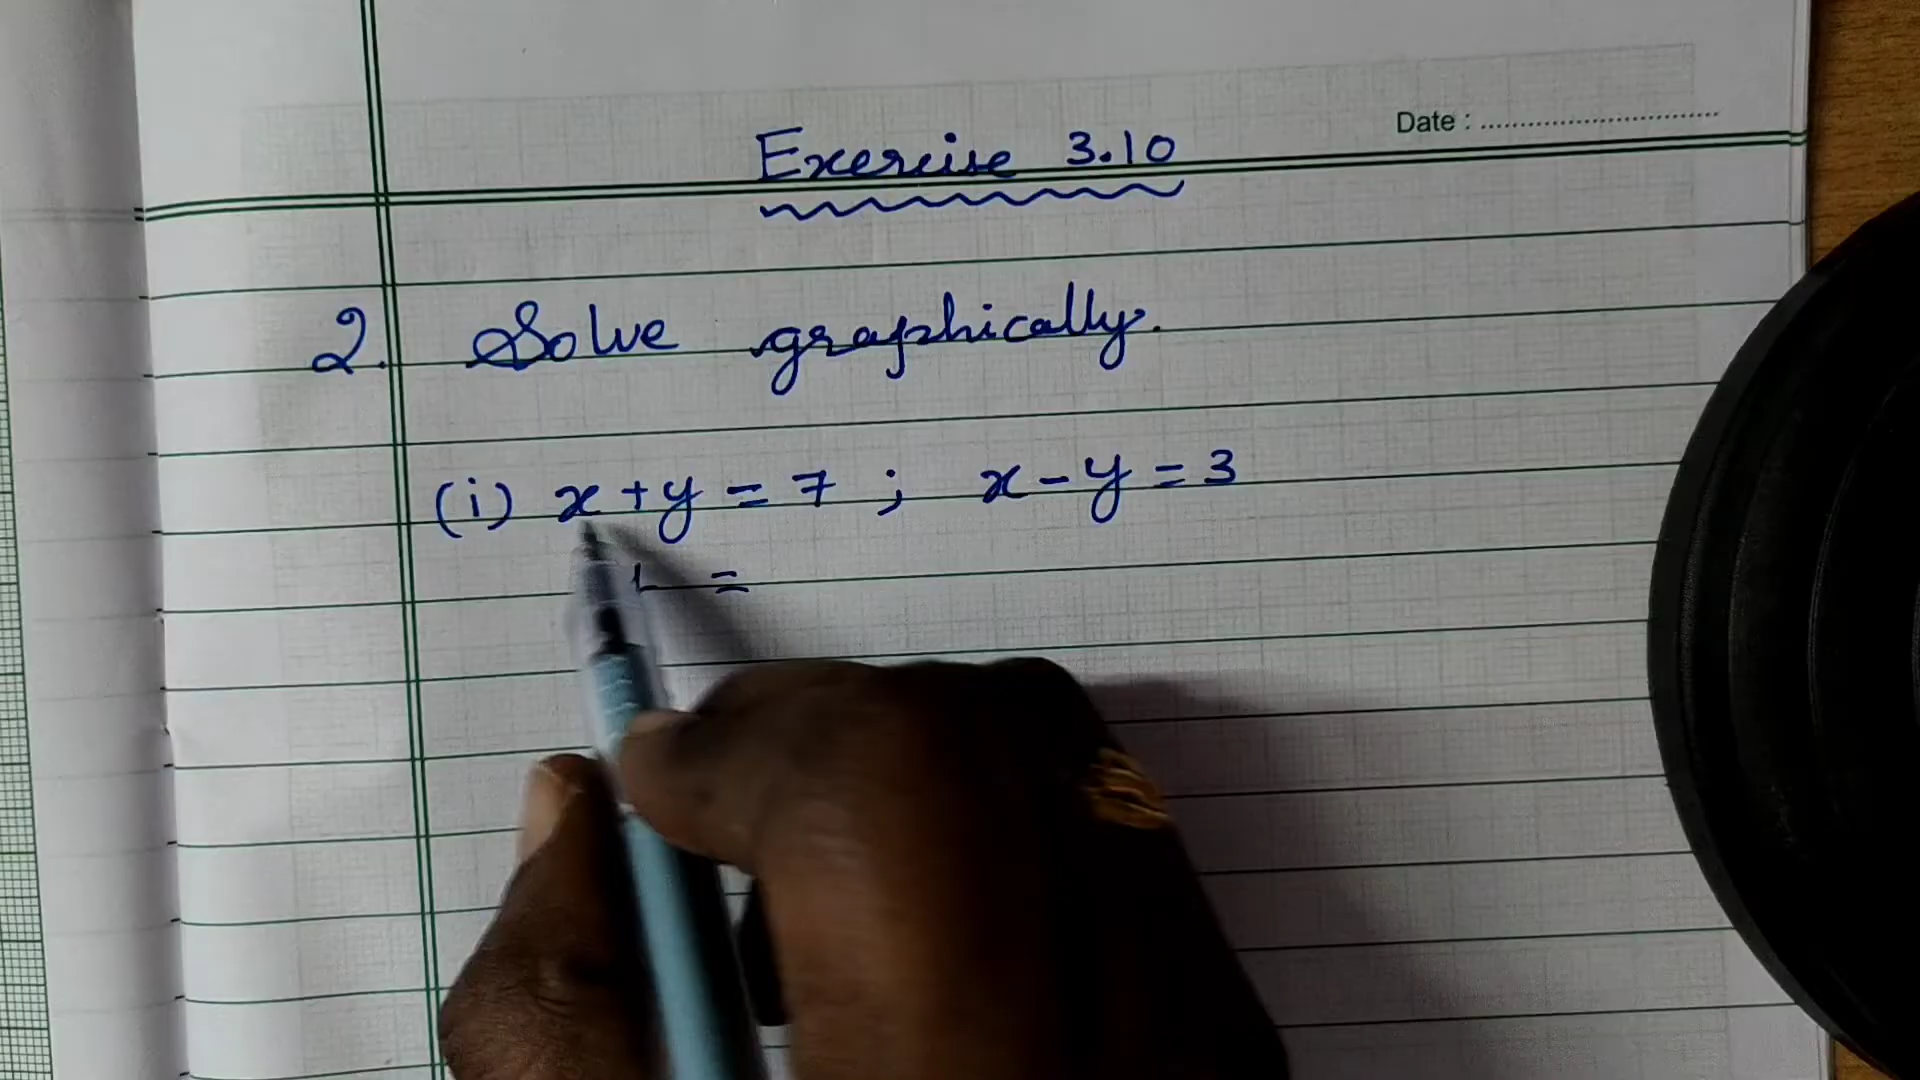 Date : ..............................
Exercise 3.10
2. Solve graphically.
(i) x + y = 7 ; x - y = 3
=